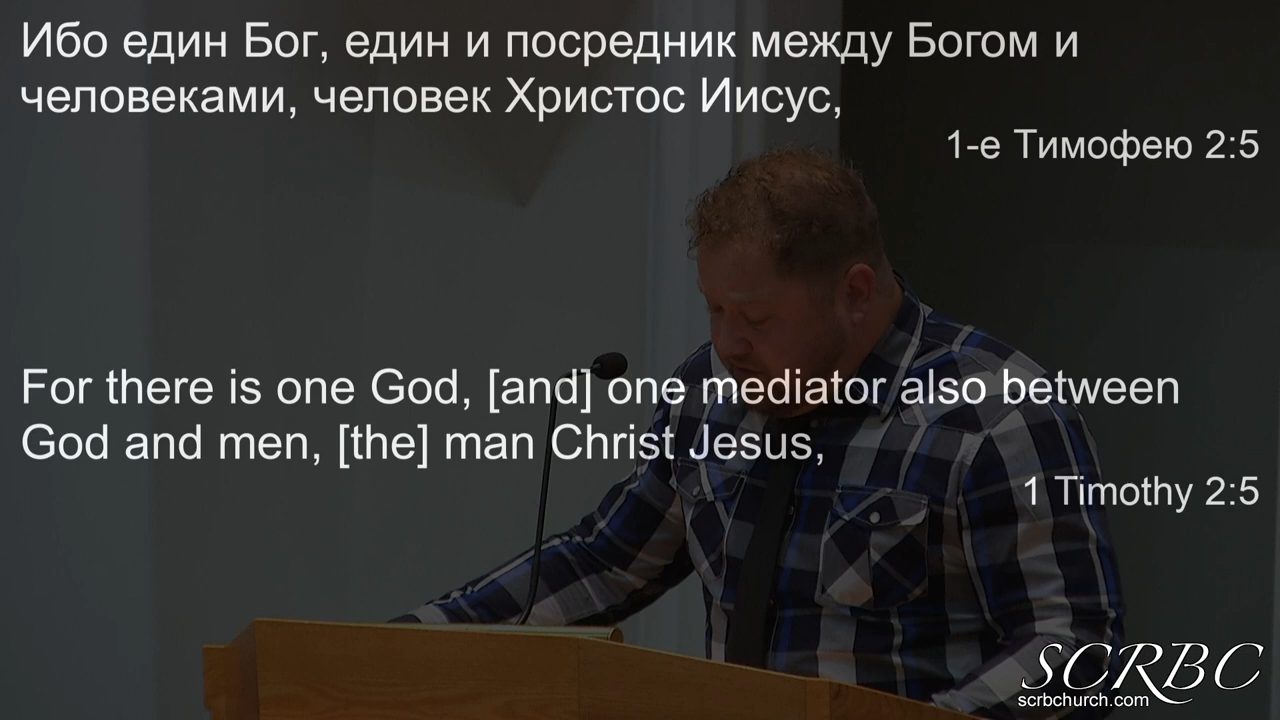 Ибо един Бог, един и посредник между Богом и
человеками, человек Христос Иисус,
1-е Тимофею 2:5
For there is one God, [and] one mediator also between
God and men, [the] man Christ Jesus,
1 Timothy 2:5
SCRBC
scrbchurch.com